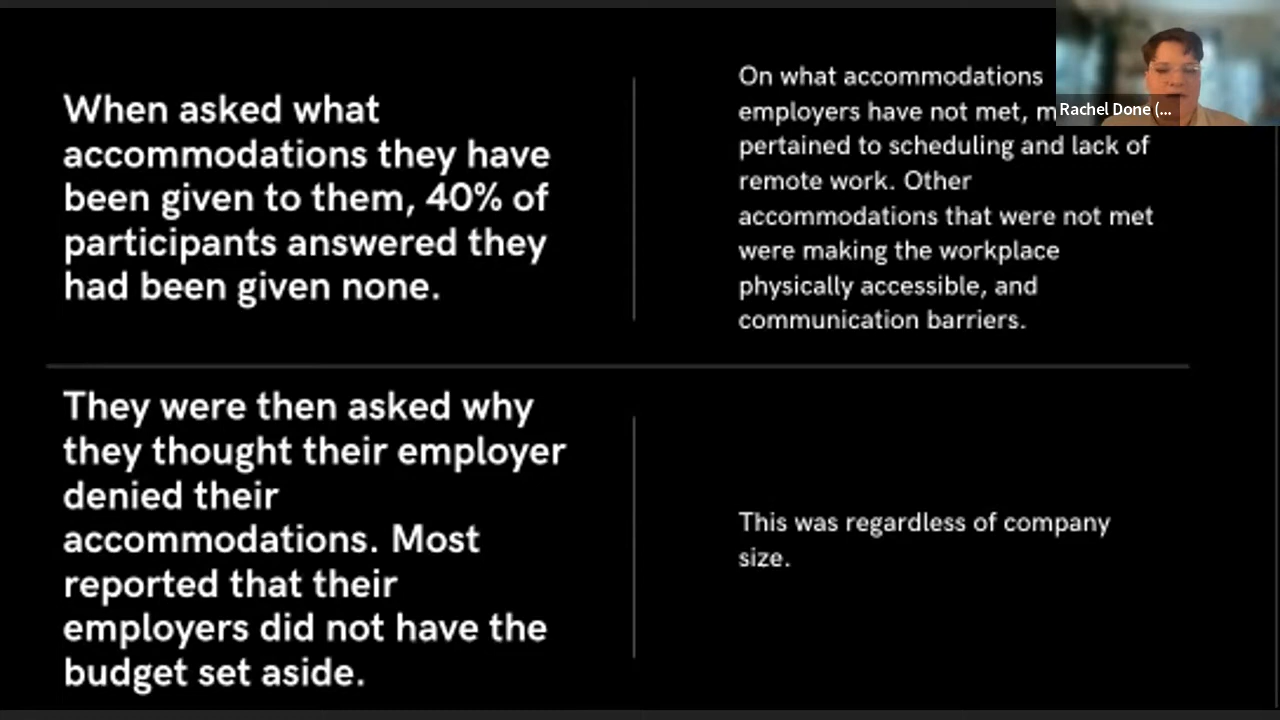 When asked what
accommodations they have
been given to them, 40% of
participants answered they
had been given none.
On what accommodations
employers have not met, m
pertained to scheduling and lack of
remote work. Other
accommodations that were not met
were making the workplace
physically accessible, and
communication barriers.
Rachel Done (...
They were then asked why
they thought their employer
denied their
accommodations. Most
reported that their
employers did not have the
budget set aside.
This was regardless of company
size.